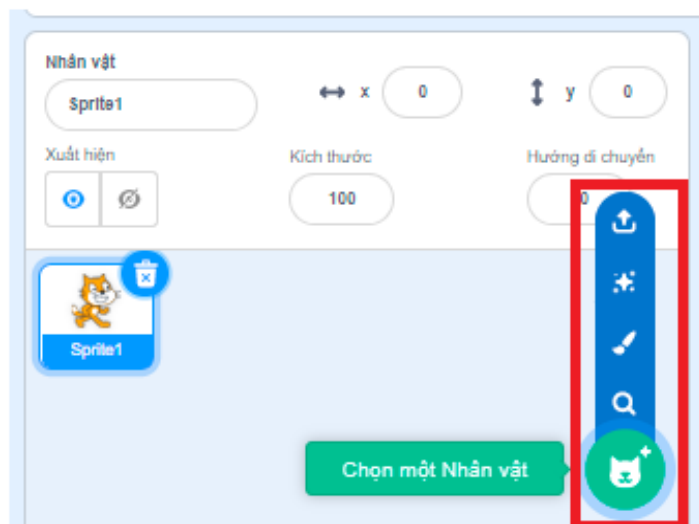 Nhân vật
Sprite1
x 0
y 0
Xuất hiện
Kích thước
Hướng di chuyển
100
0
Sprite1
Chọn một Nhân vật